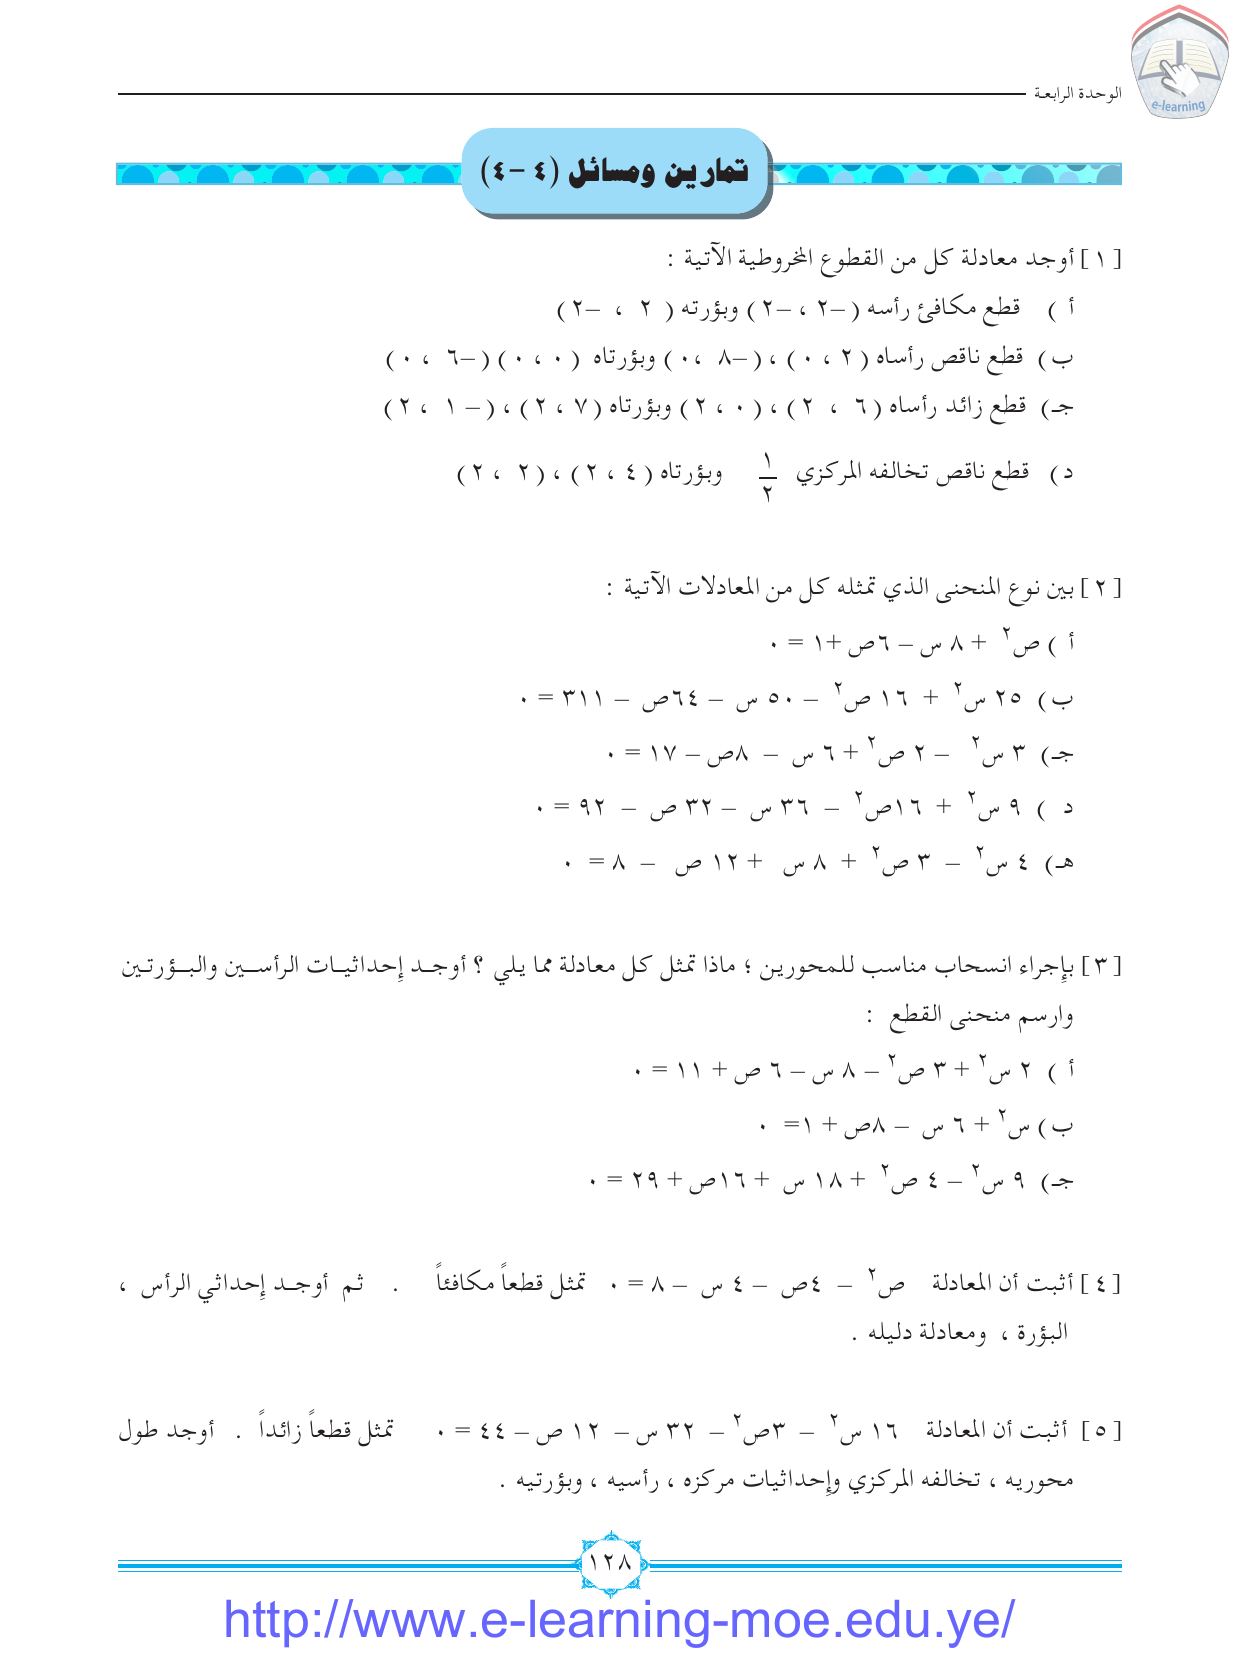 e-learning
الوحدة الرابعة
تمارين ومسائل (٤ – ٤)
[ ١ ] أوجد معادلة كل من القطوع المخروطية الآتية :
أ ) قطع مكافئ رأسه ( –٢ ، –٢ ) وبؤرته ( ٢ ، –٢ )
ب) قطع ناقص رأساه ( ٢ ، ٠ ) ، ( –٨ ، ٠ ) وبؤرتاه ( ٠ ، ٠ ) ( –٦ ، ٠ )
جـ) قطع زائد رأساه ( ٦ ، ٢ ) ، ( ٠ ، ٢ ) وبؤرتاه ( ٧ ، ٢ ) ، ( – ١ ، ٢ )
د ) قطع ناقص تخالفه المركزي ١/٢ وبؤرتاه ( ٤ ، ٢ ) ، ( ٢ ، ٢ )
[ ٢ ] بين نوع المنحنى الذي تمثله كل من المعادلات الآتية :
أ ) ص٢ + ٨ س – ٦ص +١ = ٠
ب) ٢٥ س٢ + ١٦ ص٢ – ٥٠ س – ٦٤ص – ٣١١ = ٠
جـ) ٣ س٢ – ٢ ص٢ + ٦ س – ٨ص – ١٧ = ٠
د ) ٩ س٢ + ١٦ص٢ – ٣٦ س – ٣٢ ص – ٩٢ = ٠
هـ) ٤ س٢ – ٣ ص٢ + ٨ س + ١٢ ص – ٨ = ٠
[ ٣ ] بإجراء انسحاب مناسب للمحورين ؛ ماذا تمثل كل معادلة مما يلي ؟ أوجـد إحداثيـات الرأسـين والبـؤرتـين
وارسم منحنى القطع :
أ ) ٢ س٢ + ٣ ص٢ – ٨ س – ٦ ص + ١١ = ٠
ب) س٢ + ٦ س – ٨ص + ١= ٠
جـ) ٩ س٢ – ٤ ص٢ + ١٨ س + ١٦ص + ٢٩ = ٠
[ ٤ ] أثبت أن المعادلة ص٢ – ٤ص – ٤ س – ٨ = ٠ تمثل قطعاً مكافئاً . ثم أوجـد إحداثي الرأس ،
البؤرة ، ومعادلة دليله .
[ ٥ ] أثبت أن المعادلة ١٦ س٢ – ٣ص٢ – ٣٢ س – ١٢ ص – ٤٤ = ٠ تمثل قطعاً زائداً . أوجد طول
محوريه ، تخالفه المركزي وإحداثيات مركزه ، رأسيه ، وبؤرتيه .
١٢٨
http://www.e-learning-moe.edu.ye/